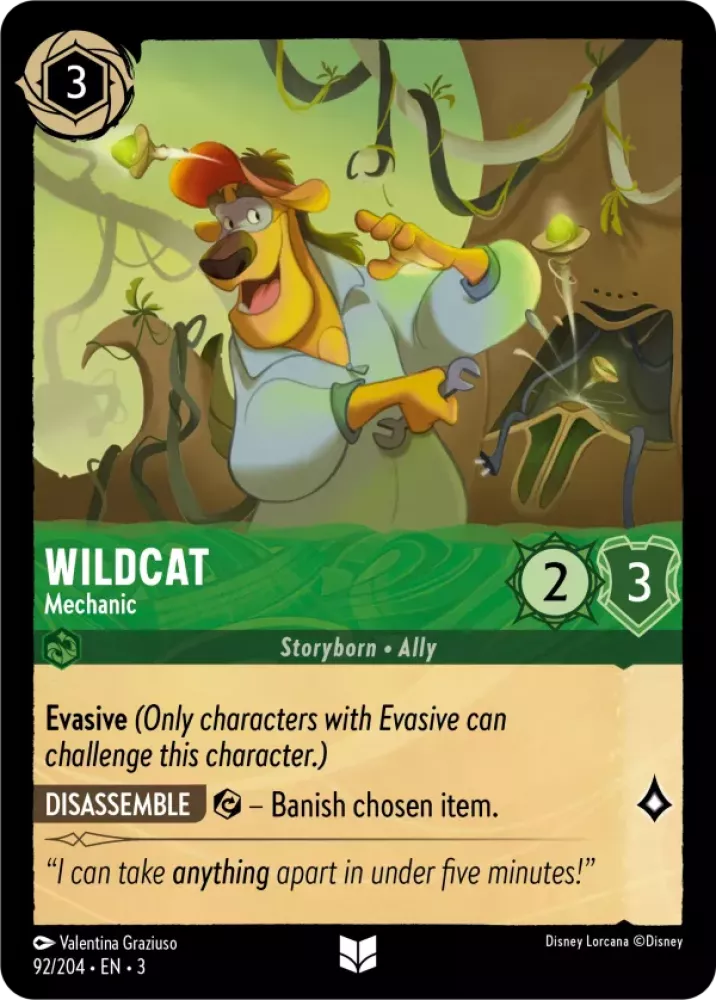 3
WILDCAT
Mechanic
2
3
Storyborn • Ally
Evasive (Only characters with Evasive can
challenge this character.)
DISASSEMBLE – Banish chosen item.
“I can take anything apart in under five minutes!”
Valentina Graziuso
Disney Lorcana ©Disney
92/204 • EN • 3